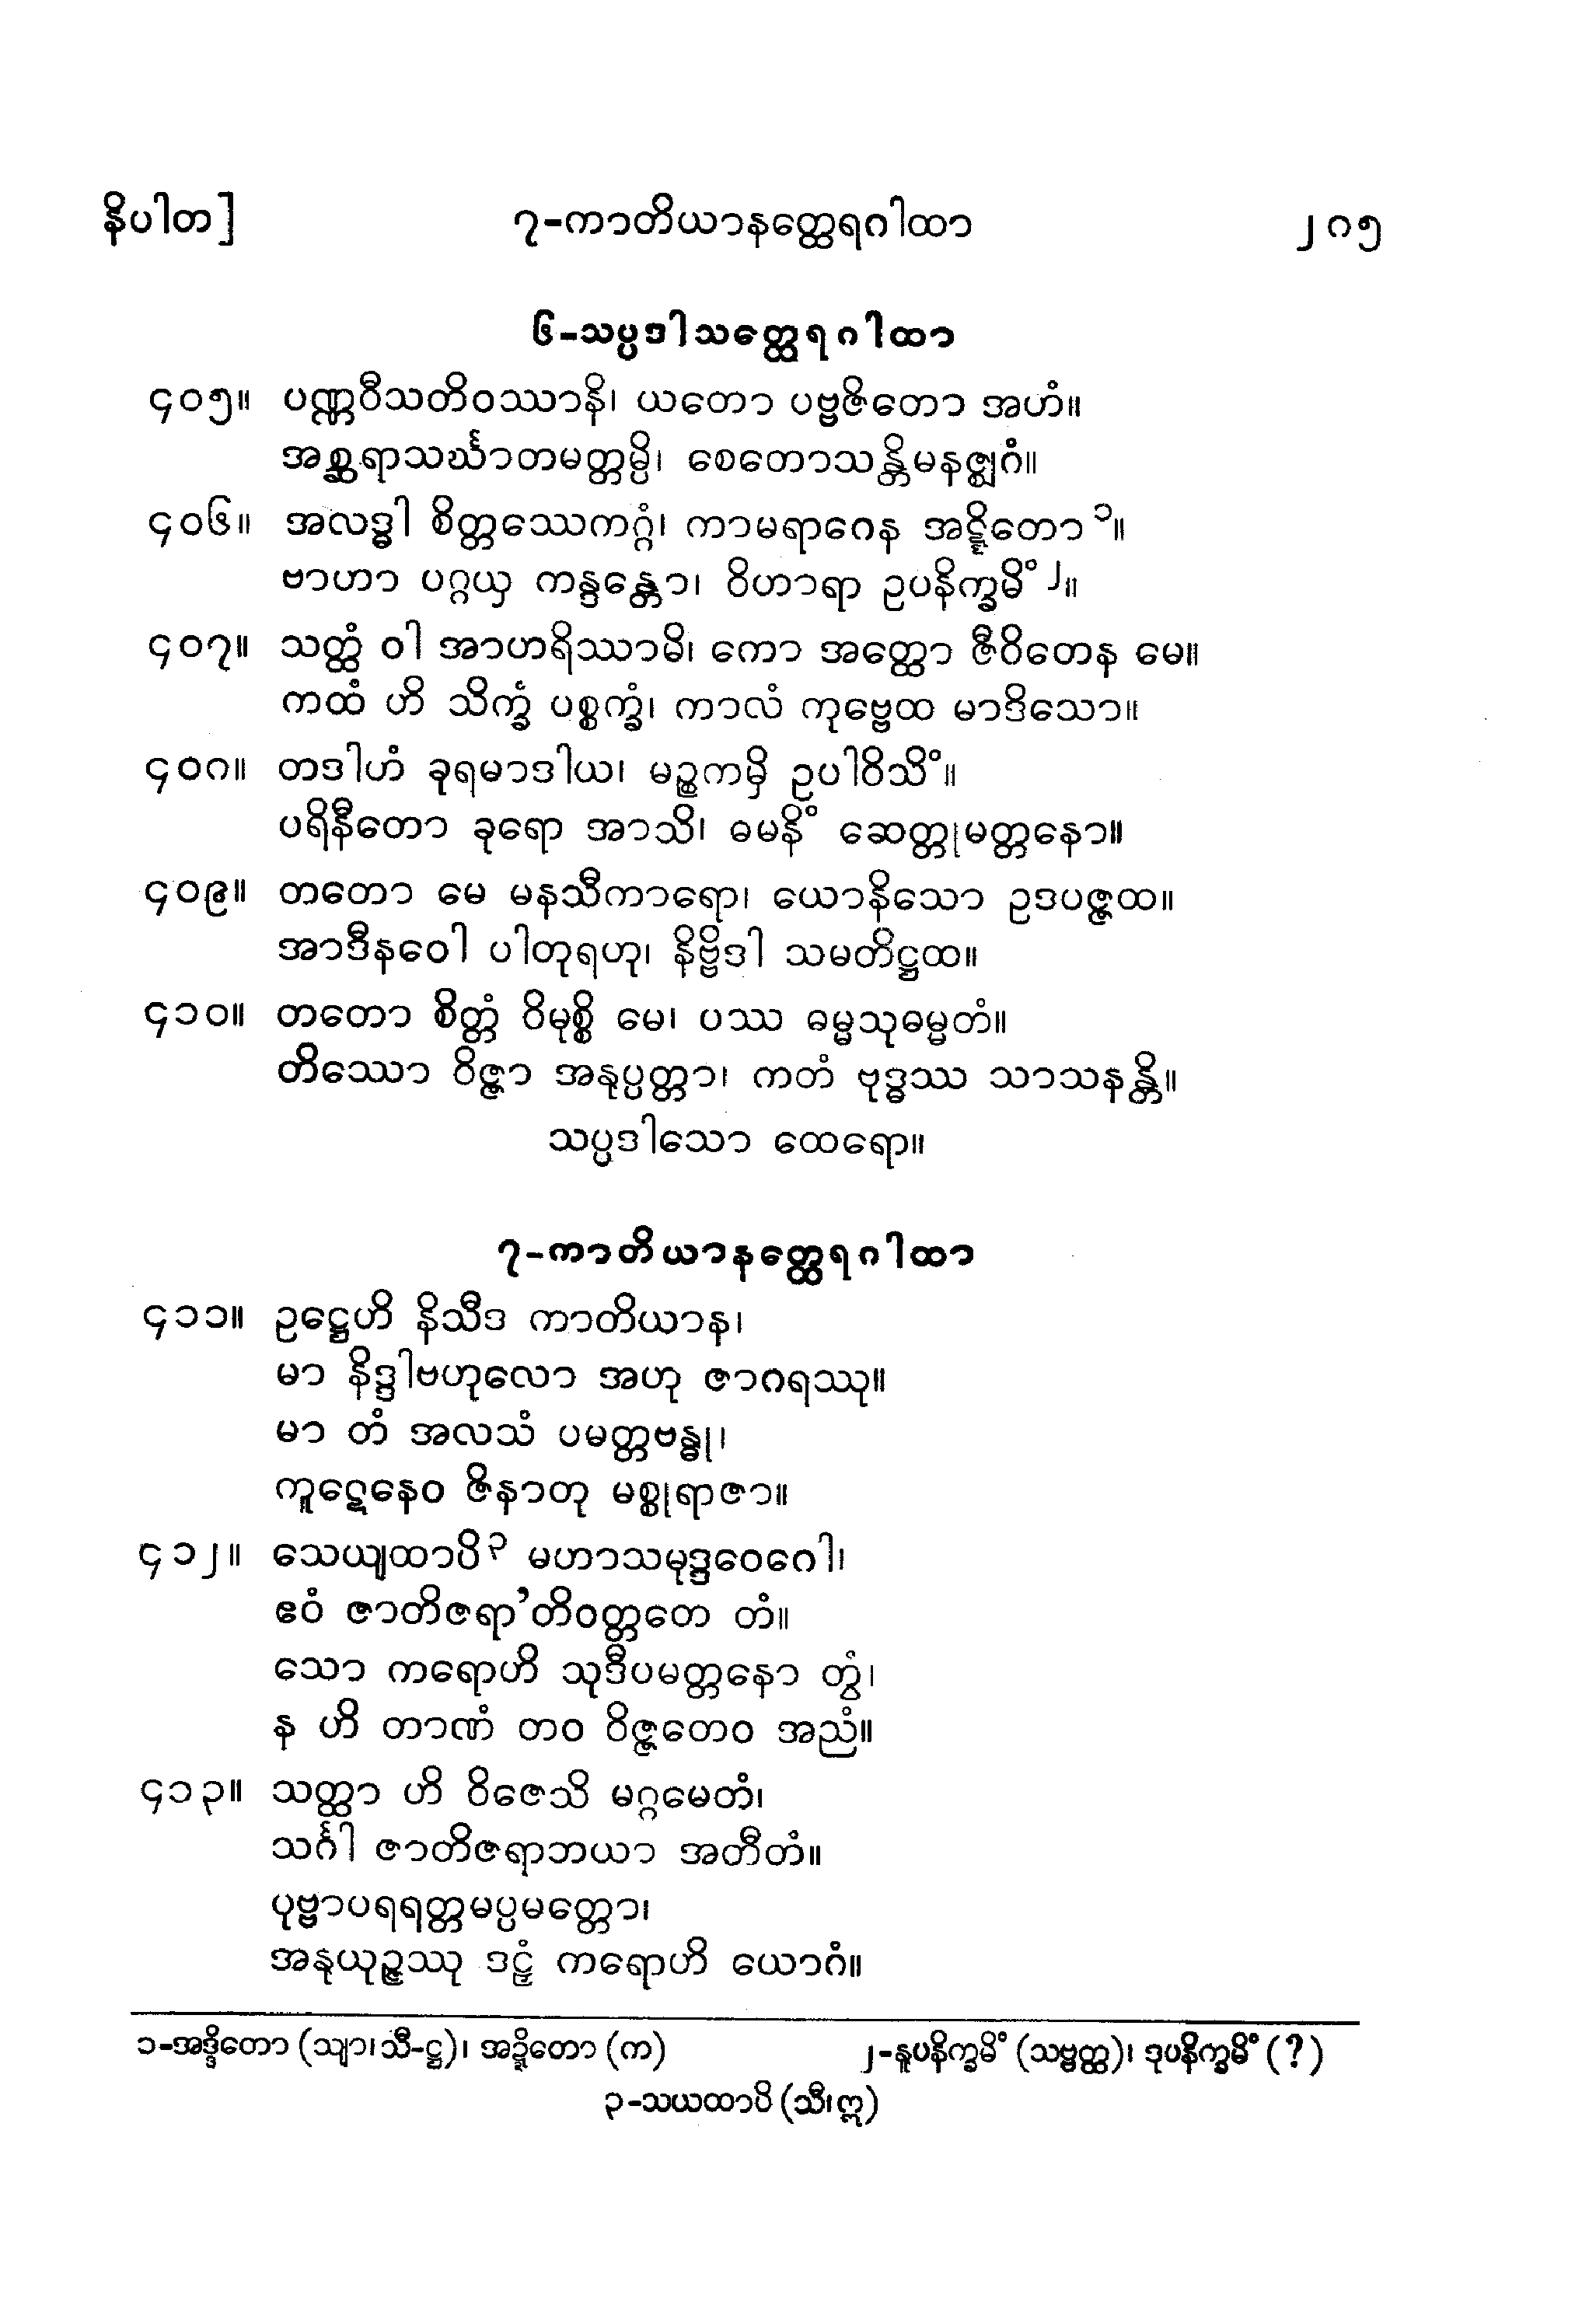 နိပါတ]
၇-ကာတိယာနတ္ထေရဂါထာ
၂၈၅
၆-သပ္ပဒါသတ္ထေရဂါထာ
၄၀၅။ ပဏ္ဏဝီသတိဝဿာနိ၊ ယတော ပဗ္ဗဇိတော အဟံ။
အစ္ဆရာသင်္ဃာတမတ္တမ္ပိ၊ စေတောသန္တိမနဇ္ဈဂံ။
၄၀၆။ အလဒ္ဓါ စိတ္တဿေကဂ္ဂံ၊ ကာမရာဂေန အဋ္ဋိတော ၁။
ဗာဟာ ပဂ္ဂယှ ကန္ဒန္တော၊ ဝိဟာရာ ဥပနိက္ခမိံ ၂။
၄၀၇။ သတ္ထံ ဝါ အာဟရိဿာမိ၊ ကော အတ္ထော ဇီဝိတေန မေ။
ကထံ ဟိ သိက္ခံ ပစ္စက္ခံ၊ ကာလံ ကုဗ္ဗေထ မာဒိသော။
၄၀၈။ တဒါဟံ ခုရမာဒါယ၊ မဉ္စကမှိ ဥပါဝိသိံ။
ပရိနီတော ခုရော အာသိ၊ ဓမနိံ ဆေတ္တုမတ္တနော။
၄၀၉။ တတော မေ မနသီကာရော၊ ယောနိသော ဥဒပဇ္ဇထ။
အာဒီနဝေါ ပါတုရဟု၊ နိဗ္ဗိဒါ သမတိဋ္ဌထ။
၄၁၀။ တတော စိတ္တံ ဝိမုစ္စိ မေ၊ ပဿ ဓမ္မသုဓမ္မတံ။
တိဿော ဝိဇ္ဇာ အနုပ္ပတ္တာ၊ ကတံ ဗုဒ္ဓဿ သာသနန္တိ။
သပ္ပဒါသော ထေရော။
၇-ကာတိယာနတ္ထေရဂါထာ
၄၁၁။ ဥဋ္ဌေဟိ နိသီဒ ကာတိယာန၊
မာ နိဒ္ဒါဗဟုလော အဟု ဇာဂရဿု။
မာ တံ အလသံ ပမတ္တဗန္ဓု၊
ကူဋေနေဝ ဇိနာတု မစ္စုရာဇာ။
၄၁၂။ သေယျထာပိ ၃ မဟာသမုဒ္ဒဝေဂေါ၊
ဧဝံ ဇာတိဇရာ’တိဝတ္တတေ တံ။
သော ကရောဟိ သုဒီပမတ္တနော တွံ၊
န ဟိ တာဏံ တဝ ဝိဇ္ဇတေဝ အညံ။
၄၁၃။ သတ္ထာ ဟိ ဝိဇေသိ မဂ္ဂမေတံ၊
သင်္ဂါ ဇာတိဇရာဘယာ အတီတံ။
ပုဗ္ဗာပရရတ္တမပ္ပမတ္တော၊
အနုယုဉ္ဇဿု ဒဠှံ ကရောဟိ ယောဂံ။
၁-အဒ္ဒိတော (သျာ၊ သီ-ဋ္ဌ)၊ အဍ္ဍိတော (က)
၂-နူပနိက္ခမိံ (သဗ္ဗတ္ထ)၊ ဒုပနိက္ခမိံ (?)
၃-သယထာပိ (သီ၊ ဣ)